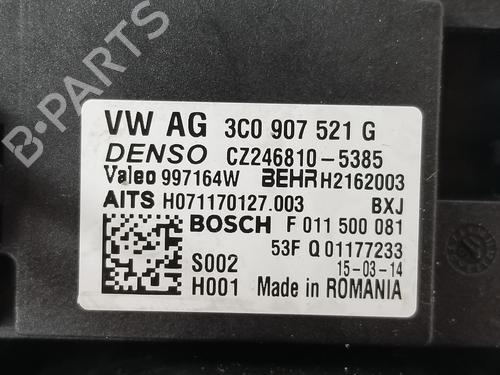 VW AG 3C0 907 521 G
DENSO CZ246810-5385
Valeo 997164W BEHR H2162003
AITS H071170127.003 BXJ
BOSCH F 011 500 081
53F Q 01177233
S002 15-03-14
H001 Made in ROMANIA
B-PARTS